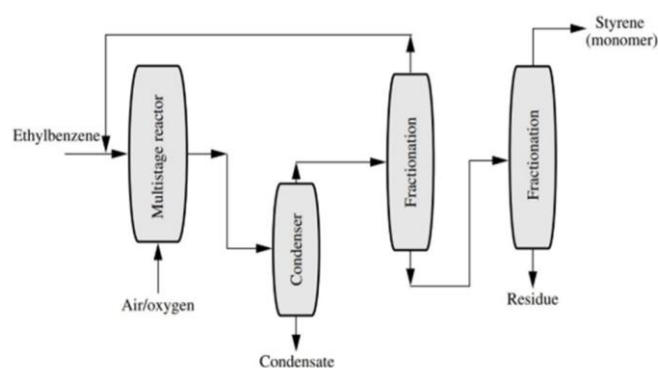 Styrene
(monomer)
Ethylbenzene
Multistage reactor
Condenser
Fractionation
Fractionation
Air/oxygen
Residue
Condensate